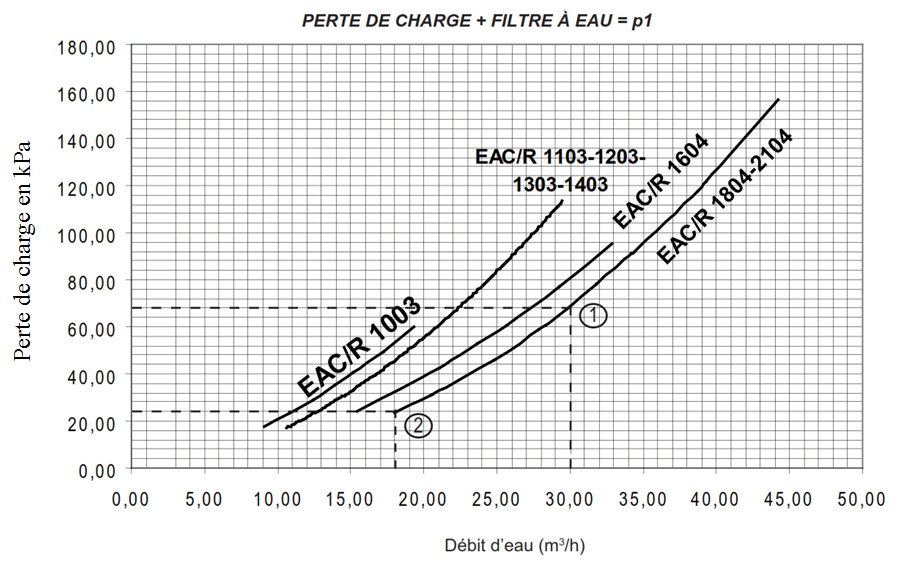 PERTE DE CHARGE + FILTRE À EAU = p1
180,00
160,00
140,00
120,00
100,00
80,00
60,00
40,00
20,00
0,00
Perte de charge en kPa
EAC/R 1003
EAC/R 1103-1203-
1303-1403
EAC/R 1604
EAC/R 1804-2104
1
2
0,00 5,00 10,00 15,00 20,00 25,00 30,00 35,00 40,00 45,00 50,00
Débit d'eau (m³/h)